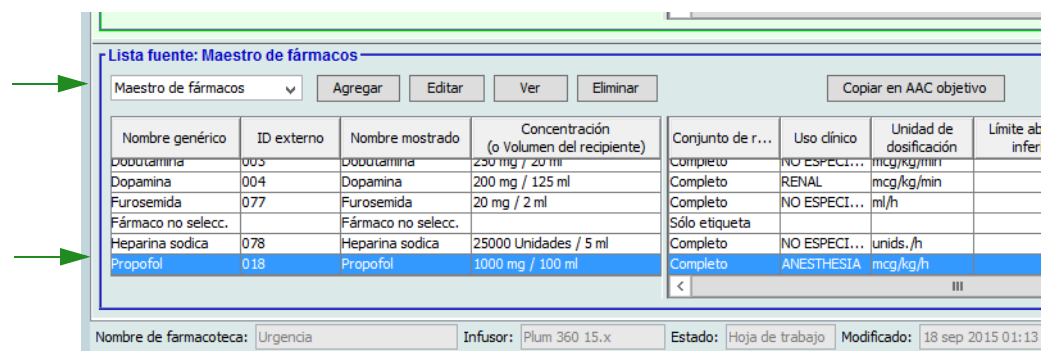 Lista fuente: Maestro de fármacos
Maestro de fármacos Agregar Editar Ver Eliminar Copiar en AAC objetivo
Nombre genérico ID externo Nombre mostrado Concentración (o Volumen del recipiente) Conjunto de r... Uso clínico Unidad de dosificación Límite ab infer
Dobutamina 003 Dobutamina 250 mg / 20 ml Completo NO ESPECI... mcg/kg/min
Dopamina 004 Dopamina 200 mg / 125 ml Completo RENAL mcg/kg/min
Furosemida 077 Furosemida 20 mg / 2 ml Completo NO ESPECI... ml/h
Fármaco no selecc. Fármaco no selecc. Sólo etiqueta
Heparina sodica 078 Heparina sodica 25000 Unidades / 5 ml Completo NO ESPECI... unids./h
Propofol 018 Propofol 1000 mg / 100 ml Completo ANESTHESIA mcg/kg/h
Nombre de farmacoteca: Urgencia Infusor: Plum 360 15.x Estado: Hoja de trabajo Modificado: 18 sep 2015 01:13